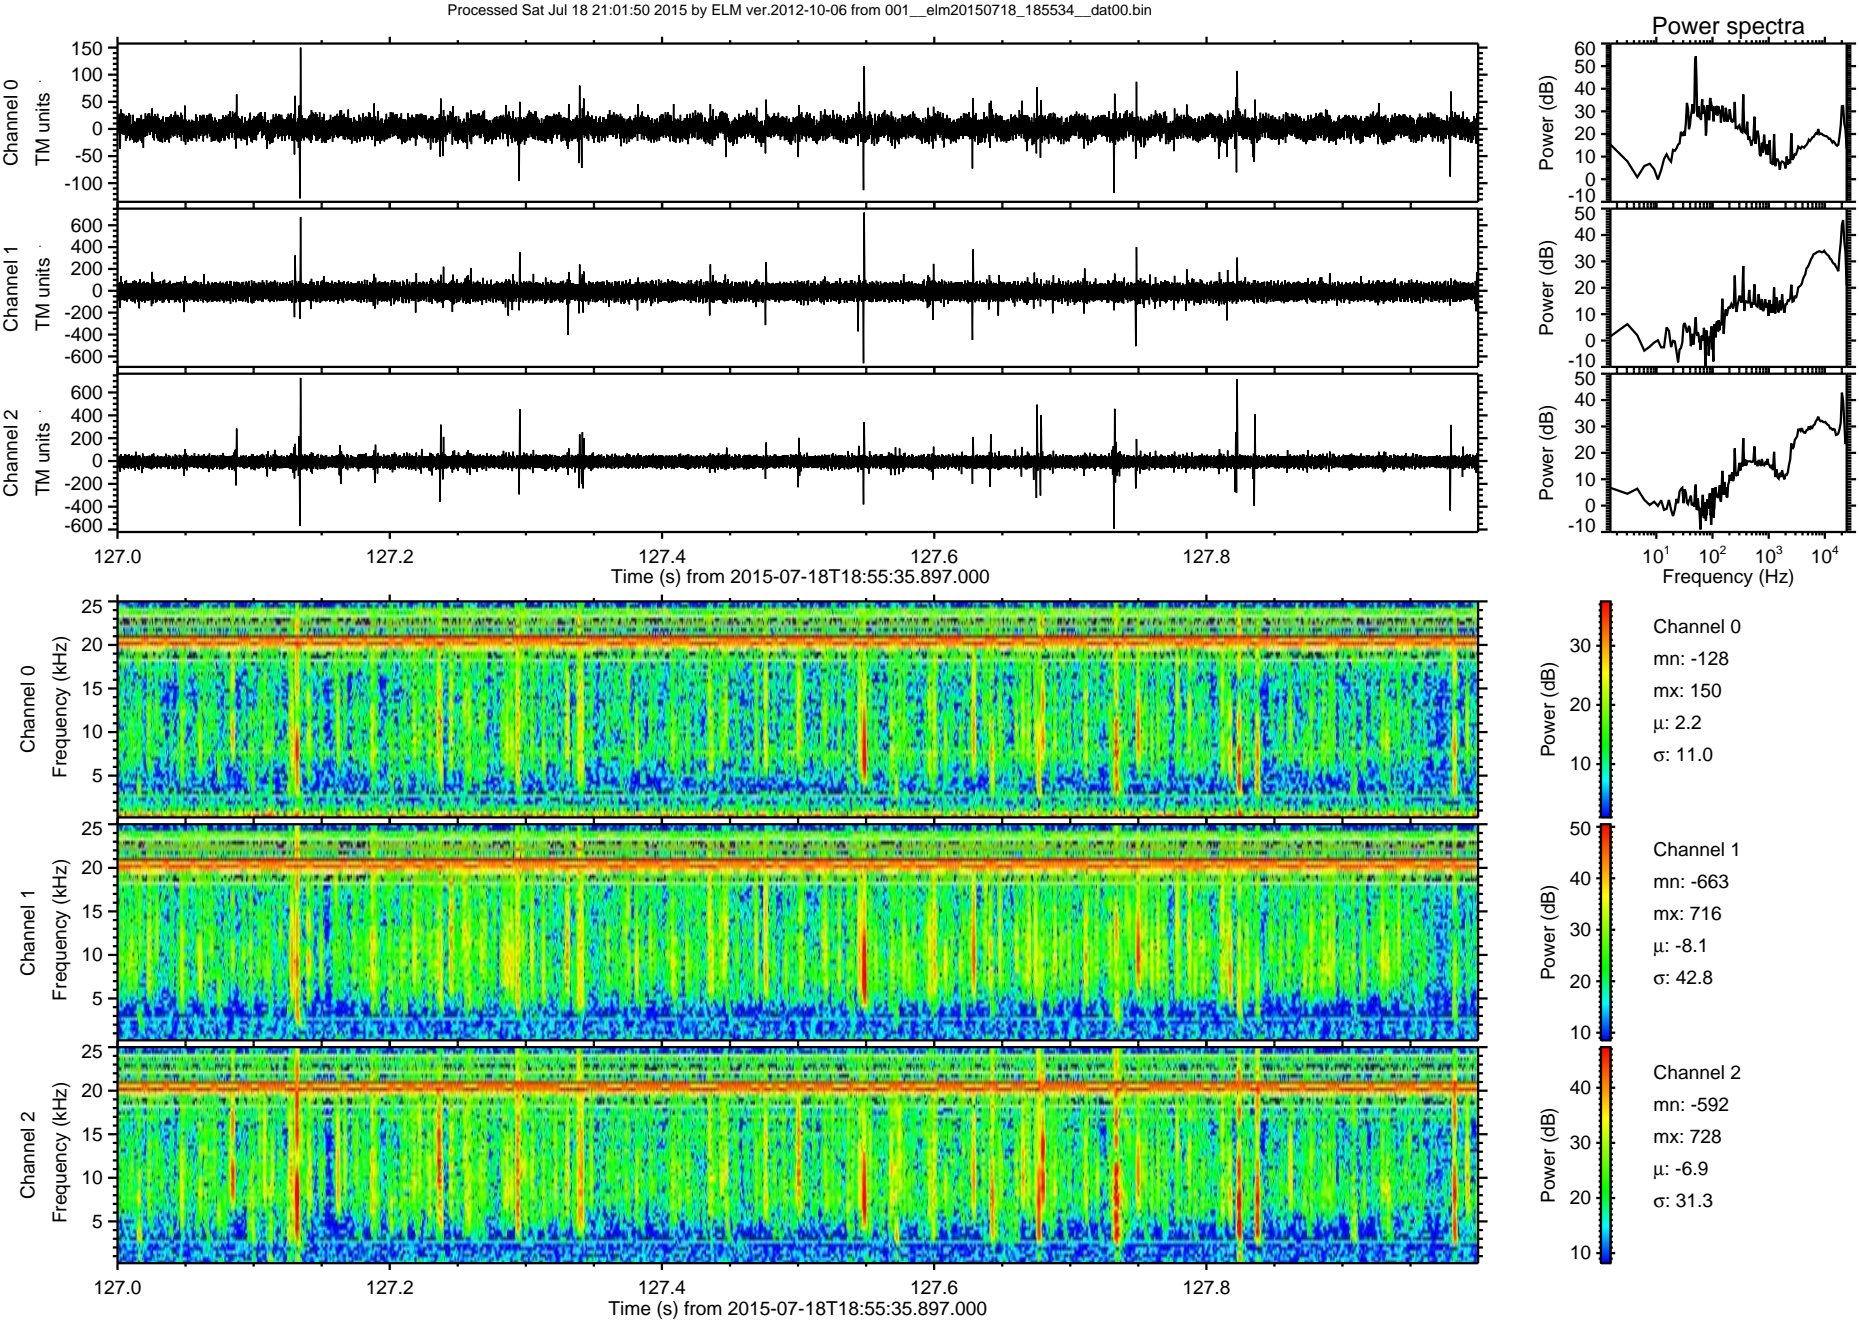 Processed Sat Jul 18 21:01:50 2015 by ELM ver.2012-10-06 from 001__elm20150718_185534__dat00.bin
Power spectra
Channel 0
TM units
150
100
50
0
-50
-100
Power (dB)
60
50
40
30
20
10
0
-10
Channel 1
TM units
600
400
200
0
-200
-400
-600
Power (dB)
50
40
30
20
10
0
-10
Channel 2
TM units
600
400
200
0
-200
-400
-600
Power (dB)
50
40
30
20
10
0
-10
127.0 127.2 127.4 127.6 127.8
Time (s) from 2015-07-18T18:55:35.897.000
10¹ 10² 10³ 10⁴
Frequency (Hz)
Channel 0
Frequency (kHz)
25
20
15
10
5
Power (dB)
30
20
10
Channel 0
mn: -128
mx: 150
μ: 2.2
σ: 11.0
Channel 1
Frequency (kHz)
25
20
15
10
5
Power (dB)
50
40
30
20
10
Channel 1
mn: -663
mx: 716
μ: -8.1
σ: 42.8
Channel 2
Frequency (kHz)
25
20
15
10
5
Power (dB)
40
30
20
10
Channel 2
mn: -592
mx: 728
μ: -6.9
σ: 31.3
127.0 127.2 127.4 127.6 127.8
Time (s) from 2015-07-18T18:55:35.897.000